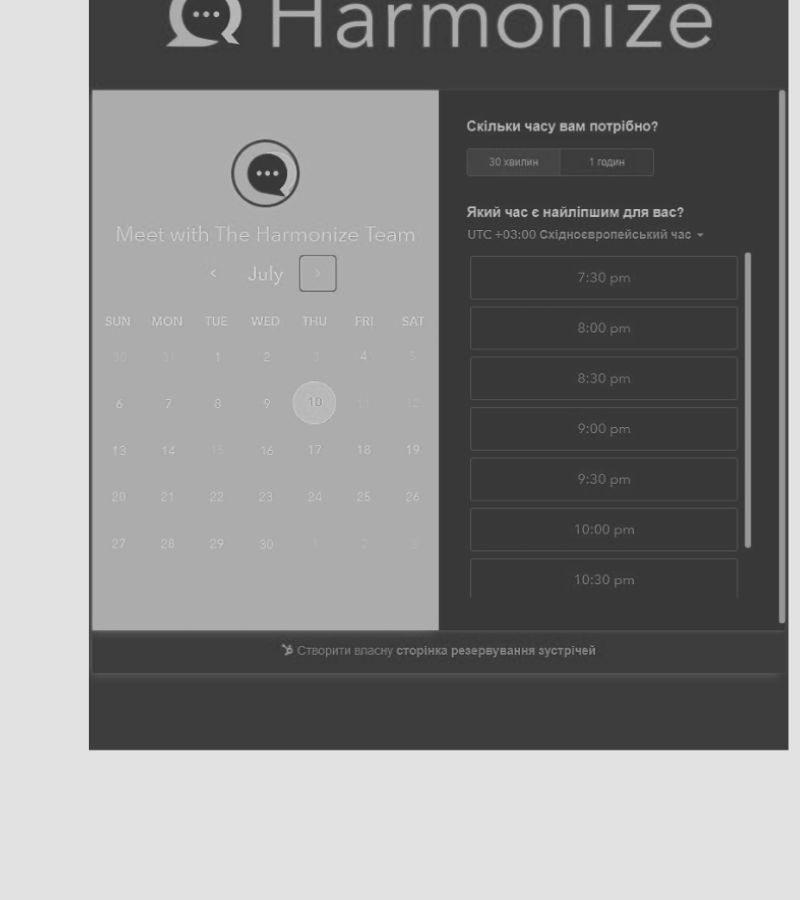 Harmonize
Meet with The Harmonize Team
July
SUN MON TUE WED THU FRI SAT
30 31 1 2 3 4 5
6 7 8 9 10 11 12
13 14 15 16 17 18 19
20 21 22 23 24 25 26
27 28 29 30 1 2 3
Скільки часу вам потрібно?
30 хвилин 1 годин
Який час є найліпшим для вас?
UTC +03:00 Східноєвропейський час
7:30 pm
8:00 pm
8:30 pm
9:00 pm
9:30 pm
10:00 pm
10:30 pm
Створити власну сторінка резервування зустрічей